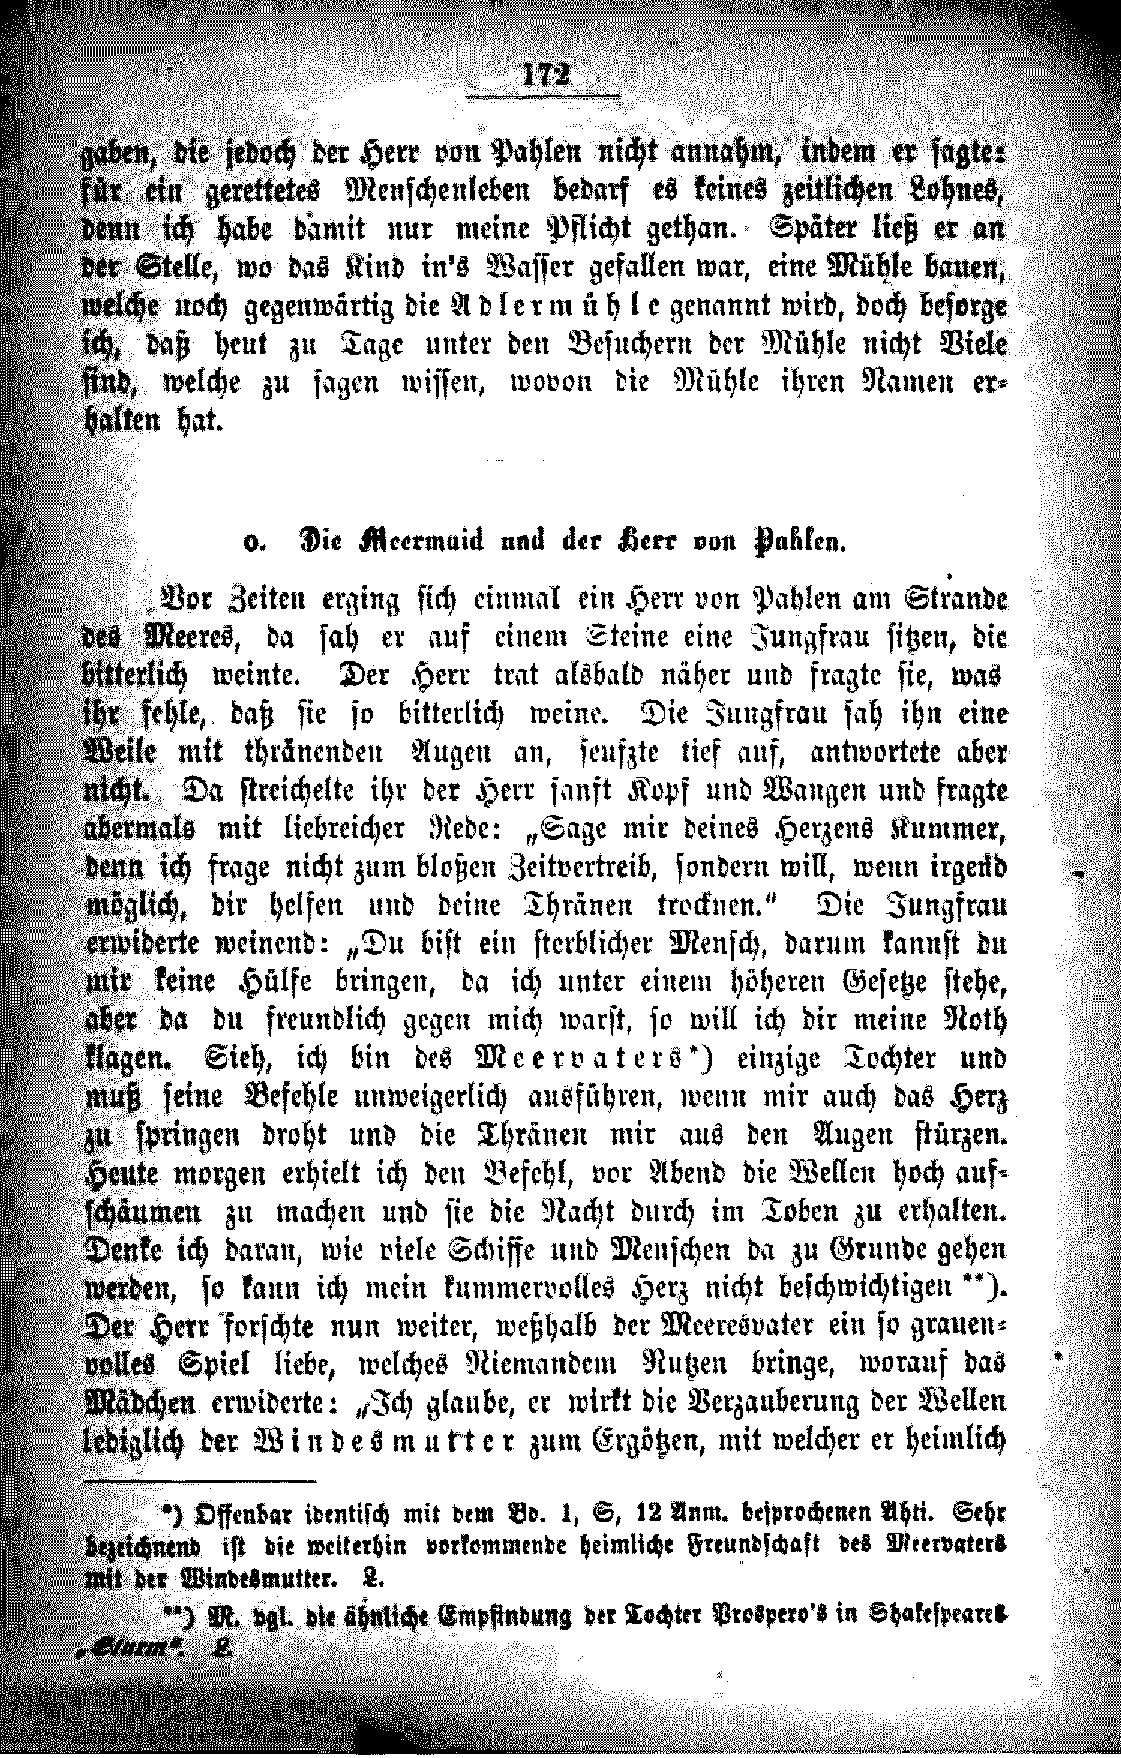 172
gaben, die jedoch der Herr von Pahlen nicht annahm, indem er sagte:
für ein gerettetes Menschenleben bedarf es keines zeitlichen Lohnes,
denn ich habe damit nur meine Pflicht gethan. Später ließ er an
der Stelle, wo das Kind in's Wasser gefallen war, eine Mühle bauen,
welche noch gegenwärtig die Adlermühle genannt wird, doch besorge
ich, daß heut zu Tage unter den Besuchern der Mühle nicht Viele
sind, welche zu sagen wissen, wovon die Mühle ihren Namen er-
halten hat.
o. Die Meermaid und der Herr von Pahlen.
Vor Zeiten erging sich einmal ein Herr von Pahlen am Strande
des Meeres, da sah er auf einem Steine eine Jungfrau sitzen, die
bitterlich weinte. Der Herr trat alsbald näher und fragte sie, was
ihr fehle, daß sie so bitterlich weine. Die Jungfrau sah ihn eine
Weile mit thränenden Augen an, seufzte tief auf, antwortete aber
nicht. Da streichelte ihr der Herr sanft Kopf und Wangen und fragte
abermals mit liebreicher Rede: „Sage mir deines Herzens Kummer,
denn ich frage nicht zum bloßen Zeitvertreib, sondern will, wenn irgend
möglich, dir helfen und deine Thränen trocknen.“ Die Jungfrau
erwiderte weinend: „Du bist ein sterblicher Mensch, darum kannst du
mir keine Hülfe bringen, da ich unter einem höheren Gesetze stehe,
aber da du freundlich gegen mich warst, so will ich dir meine Noth
klagen. Sieh, ich bin des Meervaters*) einzige Tochter und
muß seine Befehle unweigerlich ausführen, wenn mir auch das Herz
zu springen droht und die Thränen mir aus den Augen stürzen.
Heute morgen erhielt ich den Befehl, vor Abend die Wellen hoch auf-
schäumen zu machen und sie die Nacht durch im Toben zu erhalten.
Denke ich daran, wie viele Schiffe und Menschen da zu Grunde gehen
werden, so kann ich mein kummervolles Herz nicht beschwichtigen **).
Der Herr forschte nun weiter, weßhalb der Meeresvater ein so grauen-
volles Spiel liebe, welches Niemandem Nutzen bringe, worauf das
Mädchen erwiderte: „Ich glaube, er wirkt die Verzauberung der Wellen
lediglich der Windesmutter zum Ergötzen, mit welcher er heimlich
*) Offenbar identisch mit dem Bd. 1, S, 12 Anm. besprochenen Ahti. Sehr
bezeichnend ist die weiterhin vorkommende heimliche Freundschaft des Meervaters
mit der Windesmutter. L.
**) M. vgl. die ähnliche Empfindung der Tochter Prospero's in Shakespeares
„Sturm“. L.